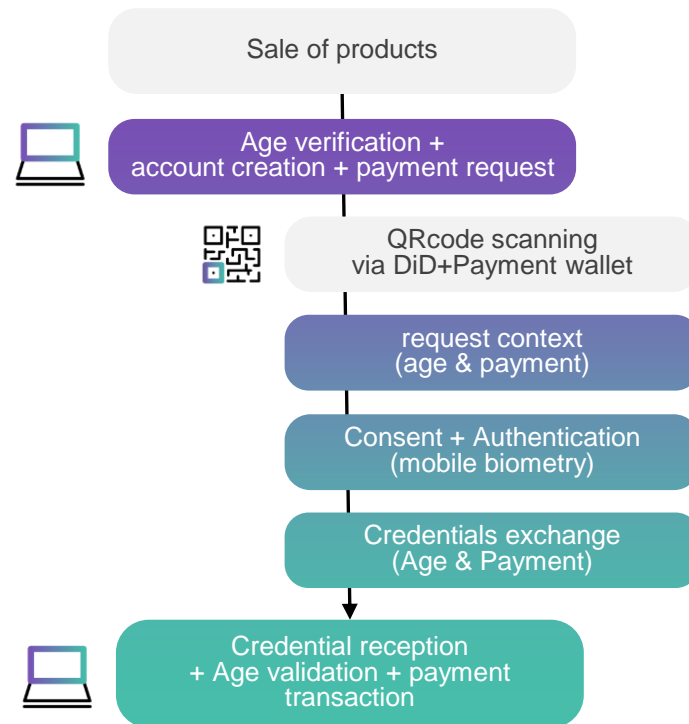 Sale of products
Age verification +
account creation + payment request
QRcode scanning
via DiD+Payment wallet
request context
(age & payment)
Consent + Authentication
(mobile biometry)
Credentials exchange
(Age & Payment)
Credential reception
+ Age validation + payment
transaction